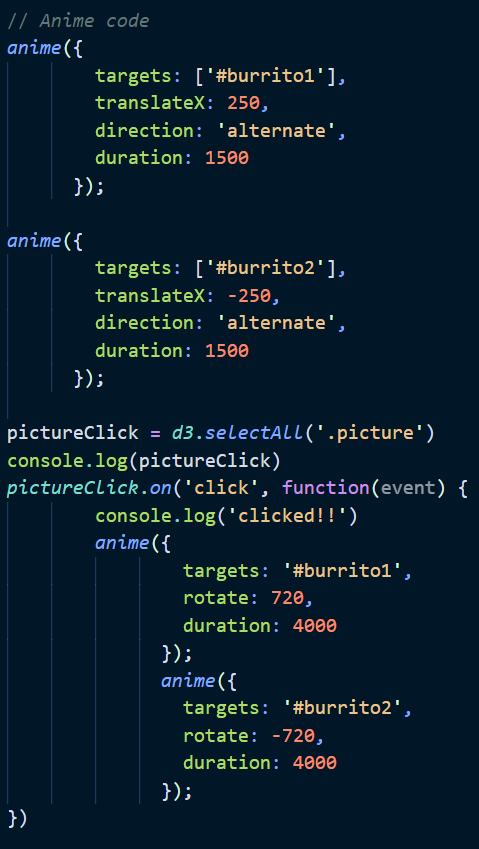 // Anime code
anime({
        targets: ['#burrito1'],
        translateX: 250,
        direction: 'alternate',
        duration: 1500
      });

anime({
        targets: ['#burrito2'],
        translateX: -250,
        direction: 'alternate',
        duration: 1500
      });

pictureClick = d3.selectAll('.picture')
console.log(pictureClick)
pictureClick.on('click', function(event) {
        console.log('clicked!!')
        anime({
                targets: '#burrito1',
                rotate: 720,
                duration: 4000
              });
              anime({
                targets: '#burrito2',
                rotate: -720,
                duration: 4000
              });
})